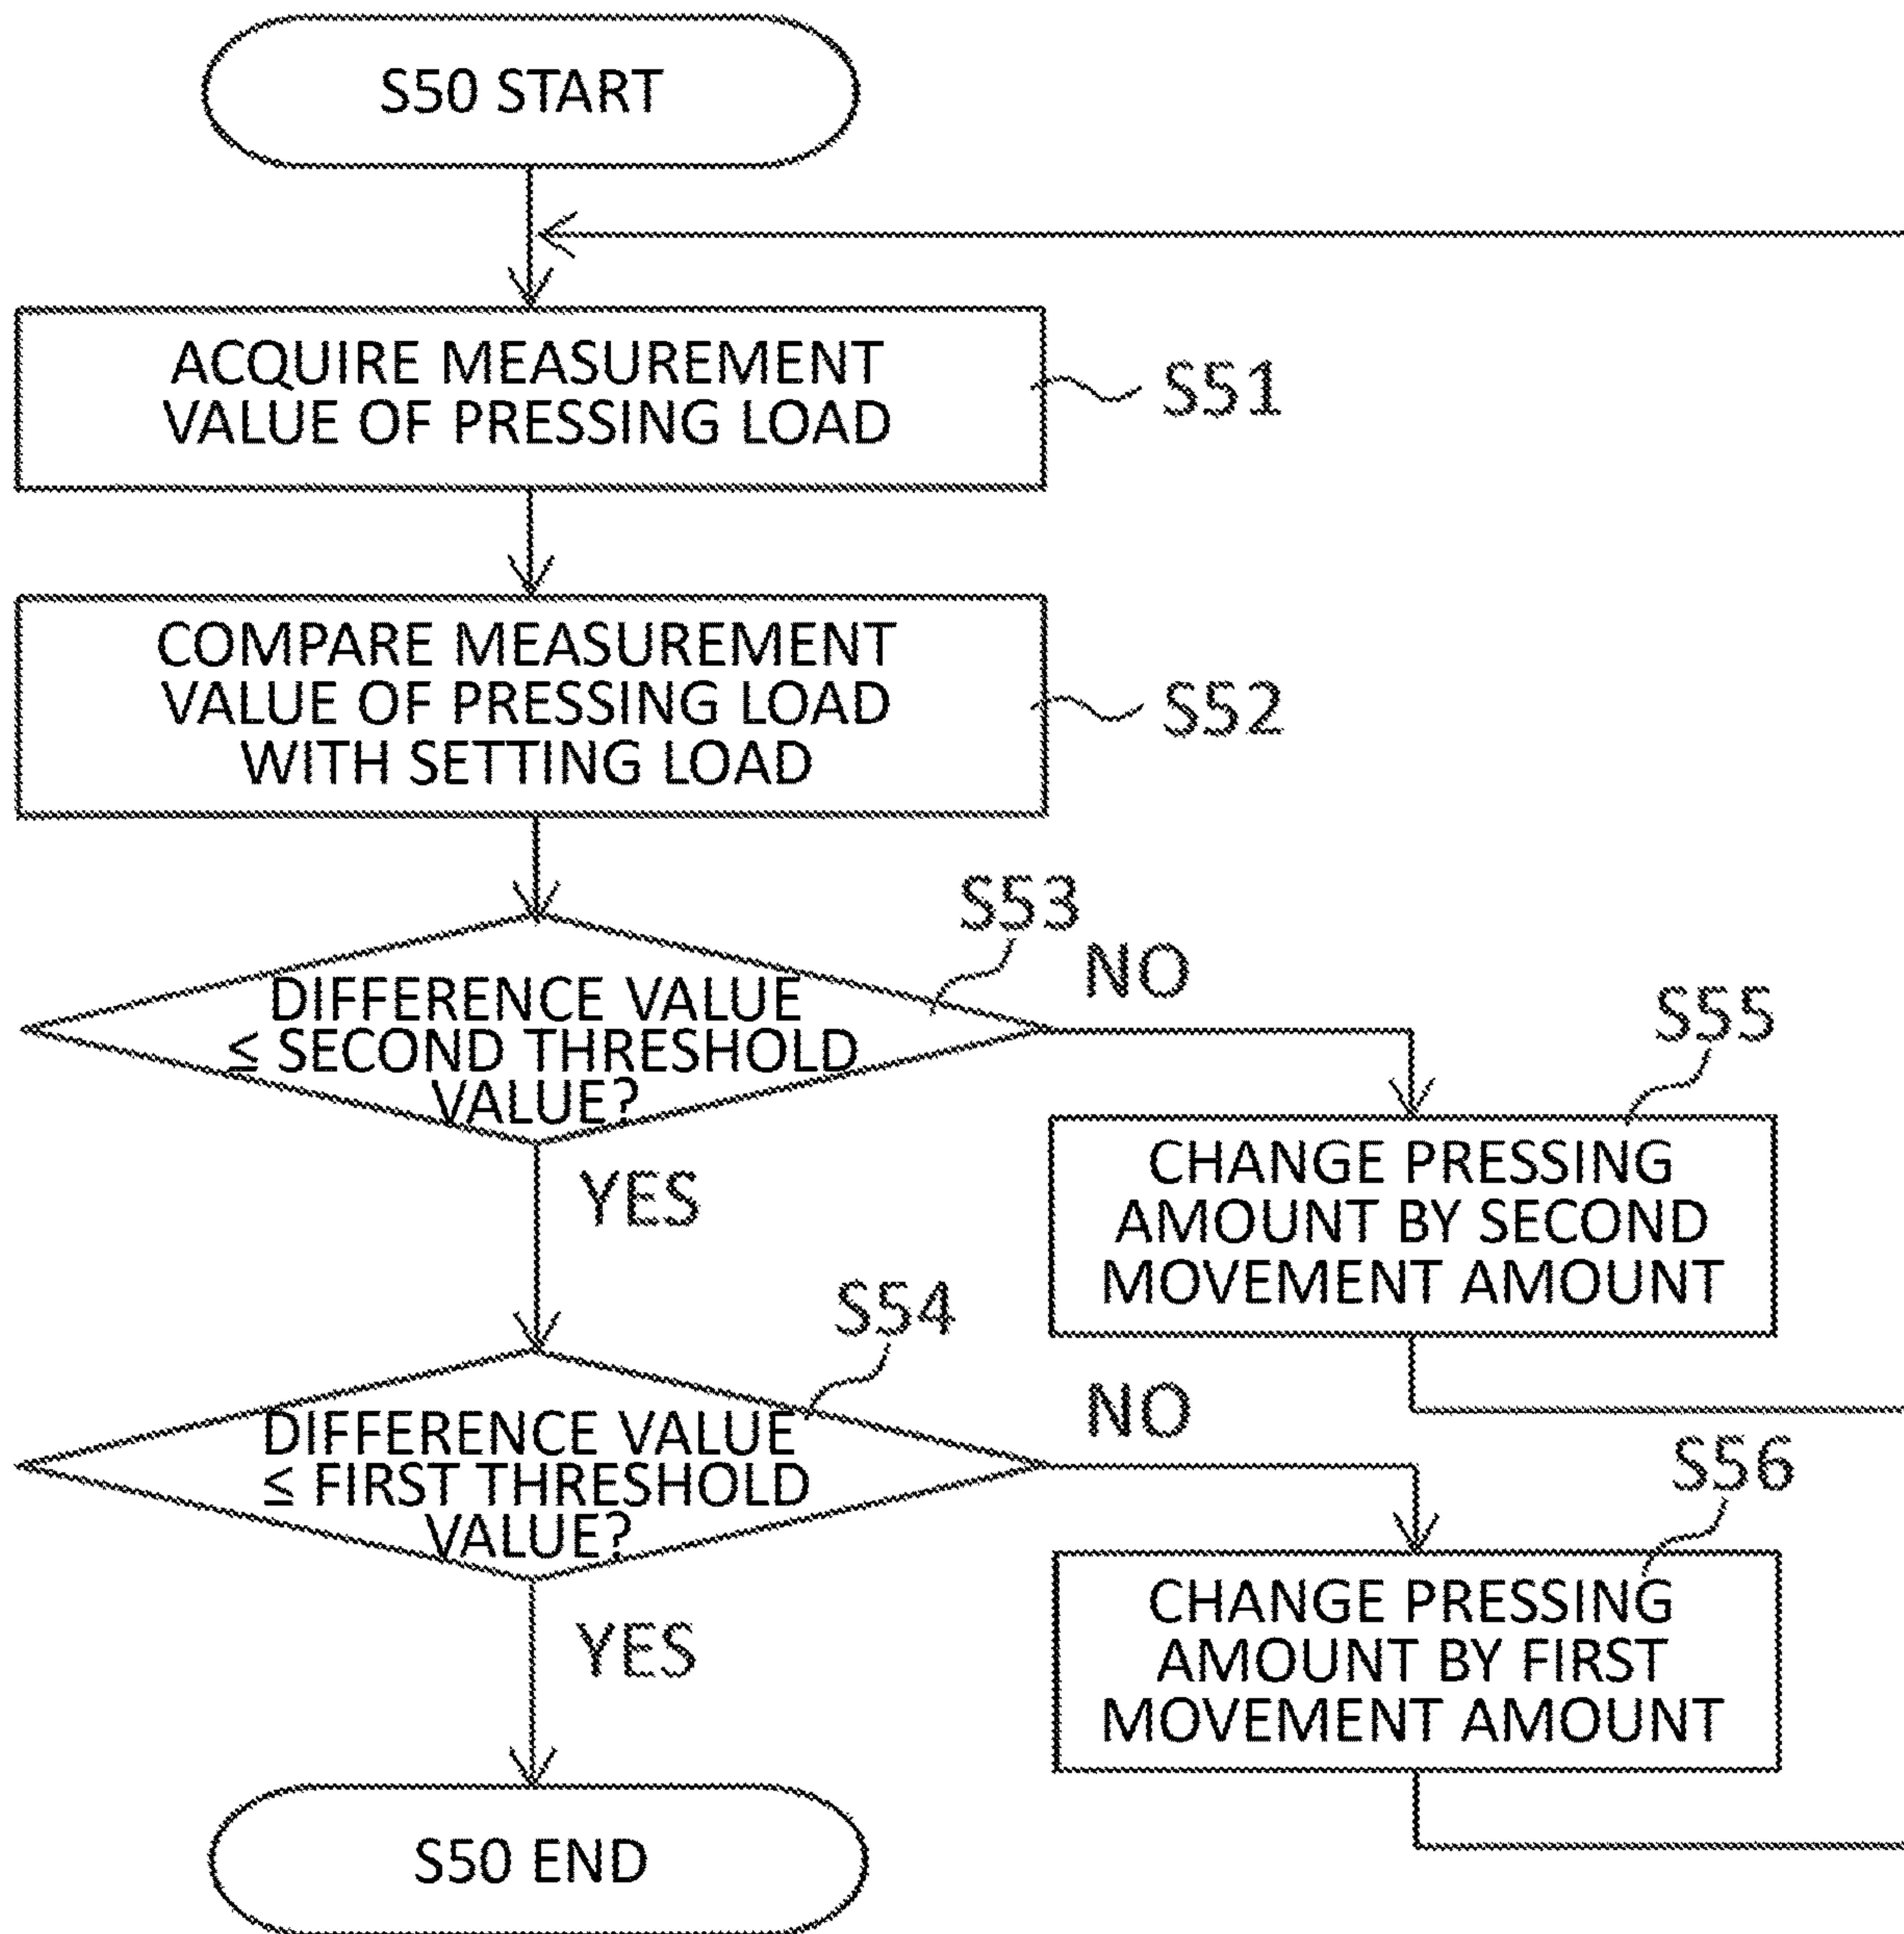 S50 START
ACQUIRE MEASUREMENT
VALUE OF PRESSING LOAD
S51
COMPARE MEASUREMENT
VALUE OF PRESSING LOAD
WITH SETTING LOAD
S52
S53
DIFFERENCE VALUE
≤ SECOND THRESHOLD
VALUE?
NO
YES
S55
CHANGE PRESSING
AMOUNT BY SECOND
MOVEMENT AMOUNT
S54
DIFFERENCE VALUE
≤ FIRST THRESHOLD
VALUE?
NO
YES
S56
CHANGE PRESSING
AMOUNT BY FIRST
MOVEMENT AMOUNT
S50 END